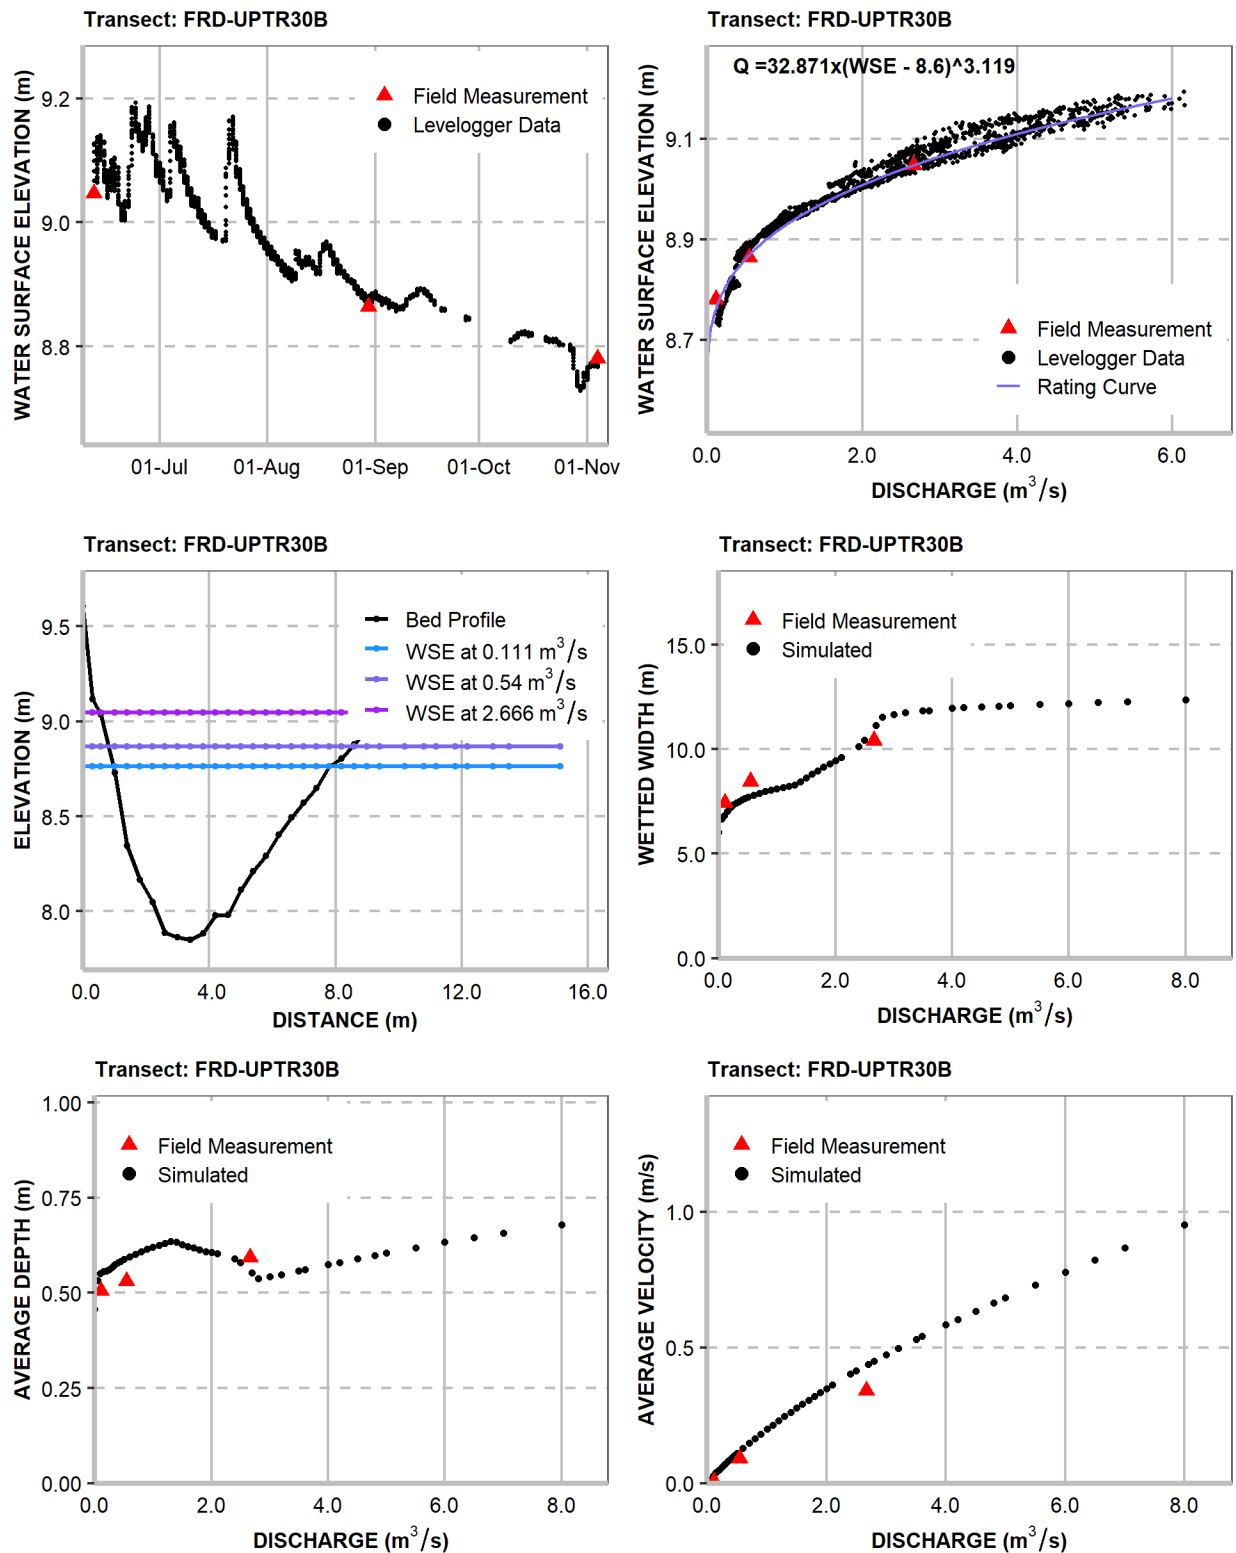 Transect: FRD-UPTR30B
WATER SURFACE ELEVATION (m)
9.2
9.0
8.8
Field Measurement
Levelogger Data
01-Jul
01-Aug
01-Sep
01-Oct
01-Nov
Transect: FRD-UPTR30B
Q =32.871x(WSE - 8.6)^3.119
WATER SURFACE ELEVATION (m)
9.1
8.9
8.7
Field Measurement
Levelogger Data
Rating Curve
0.0
2.0
4.0
6.0
DISCHARGE (m³/s)
Transect: FRD-UPTR30B
ELEVATION (m)
9.5
9.0
8.5
8.0
Bed Profile
WSE at 0.111 m³/s
WSE at 0.54 m³/s
WSE at 2.666 m³/s
0.0
4.0
8.0
12.0
16.0
DISTANCE (m)
Transect: FRD-UPTR30B
WETTED WIDTH (m)
15.0
10.0
5.0
0.0
Field Measurement
Simulated
0.0
2.0
4.0
6.0
8.0
DISCHARGE (m³/s)
Transect: FRD-UPTR30B
AVERAGE DEPTH (m)
1.00
0.75
0.50
0.25
0.00
Field Measurement
Simulated
0.0
2.0
4.0
6.0
8.0
DISCHARGE (m³/s)
Transect: FRD-UPTR30B
AVERAGE VELOCITY (m/s)
1.0
0.5
0.0
Field Measurement
Simulated
0.0
2.0
4.0
6.0
8.0
DISCHARGE (m³/s)